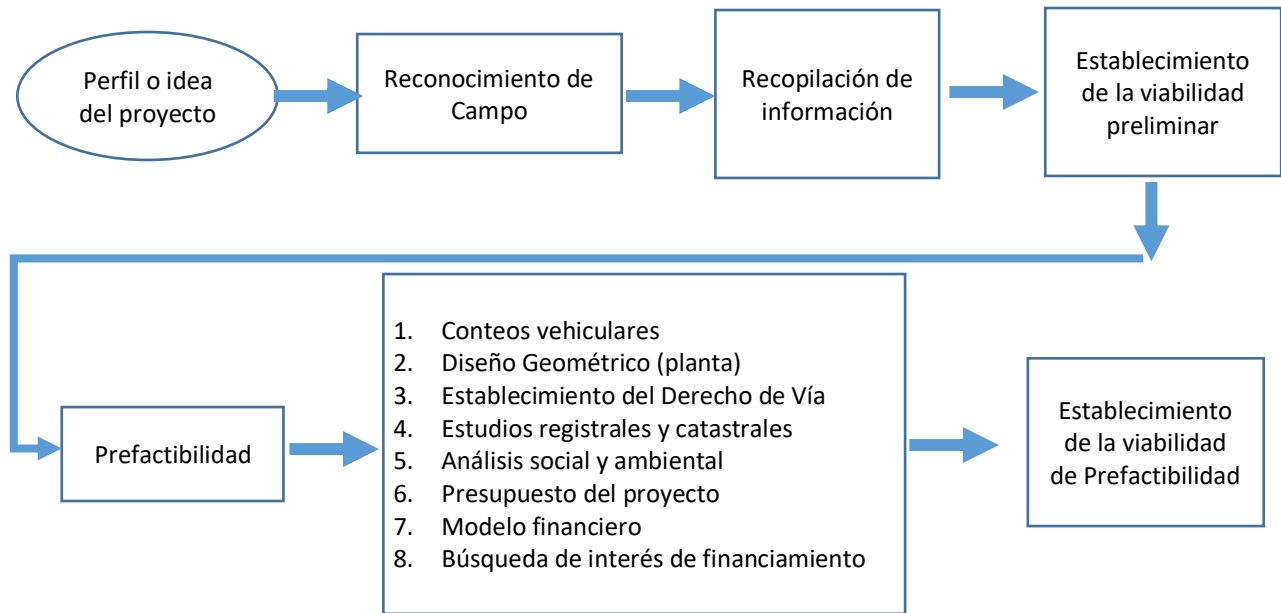 Perfil o idea
del proyecto
Reconocimiento de
Campo
Recopilación de
información
Establecimiento
de la viabilidad
preliminar
Prefactibilidad
1. Conteos vehiculares
2. Diseño Geométrico (planta)
3. Establecimiento del Derecho de Vía
4. Estudios registrales y catastrales
5. Análisis social y ambiental
6. Presupuesto del proyecto
7. Modelo financiero
8. Búsqueda de interés de financiamiento
Establecimiento
de la viabilidad
de Prefactibilidad